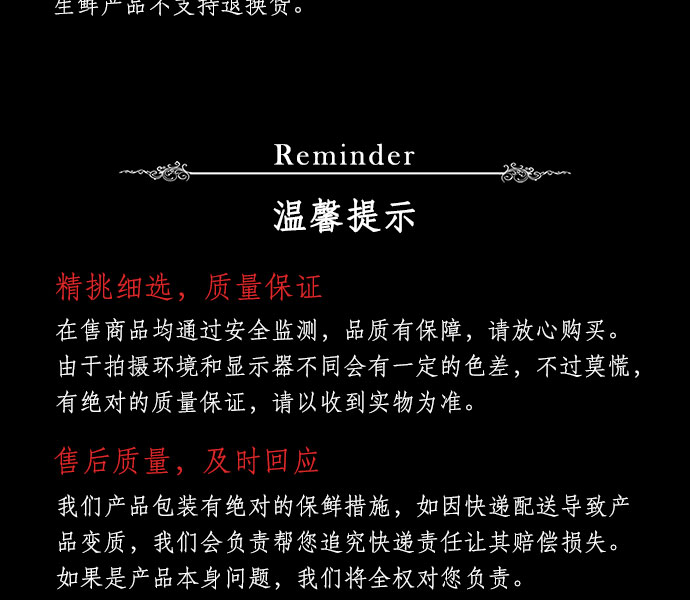 生鲜产品不支持退换货。
Reminder
温馨提示
精挑细选，质量保证
在售商品均通过安全监测，品质有保障，请放心购买。
由于拍摄环境和显示器不同会有一定的色差，不过莫慌，
有绝对的质量保证，请以收到实物为准。
售后质量，及时回应
我们产品包装有绝对的保鲜措施，如因快递配送导致产
品变质，我们会负责帮您追究快递责任让其赔偿损失。
如果是产品本身问题，我们将全权对您负责。